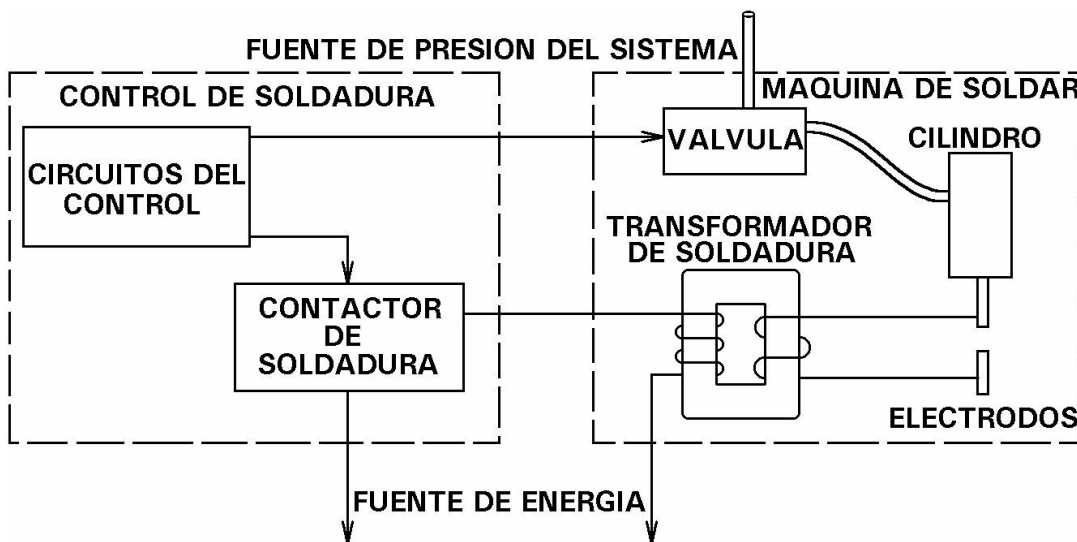 FUENTE DE PRESION DEL SISTEMA
CONTROL DE SOLDADURA
MAQUINA DE SOLDAR
CIRCUITOS DEL
CONTROL
VALVULA
CILINDRO
TRANSFORMADOR
DE SOLDADURA
CONTACTOR
DE
SOLDADURA
ELECTRODOS
FUENTE DE ENERGIA